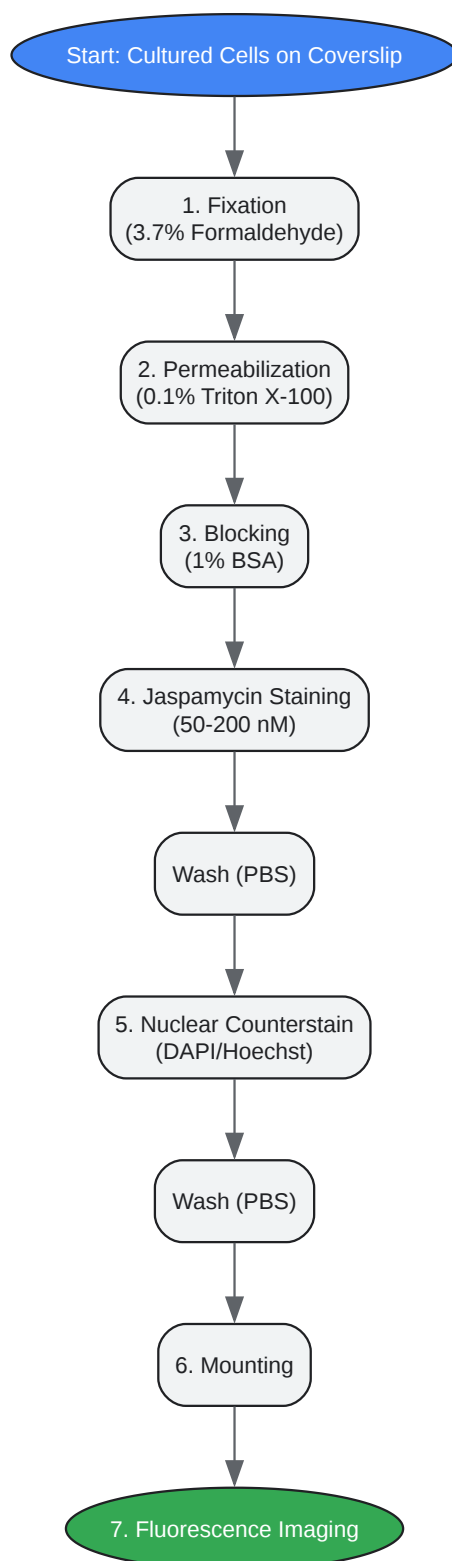 Start: Cultured Cells on Coverslip
1. Fixation
(3.7% Formaldehyde)
2. Permeabilization
(0.1% Triton X-100)
3. Blocking
(1% BSA)
4. Jaspamycin Staining
(50-200 nM)
Wash (PBS)
5. Nuclear Counterstain
(DAPI/Hoechst)
Wash (PBS)
6. Mounting
7. Fluorescence Imaging